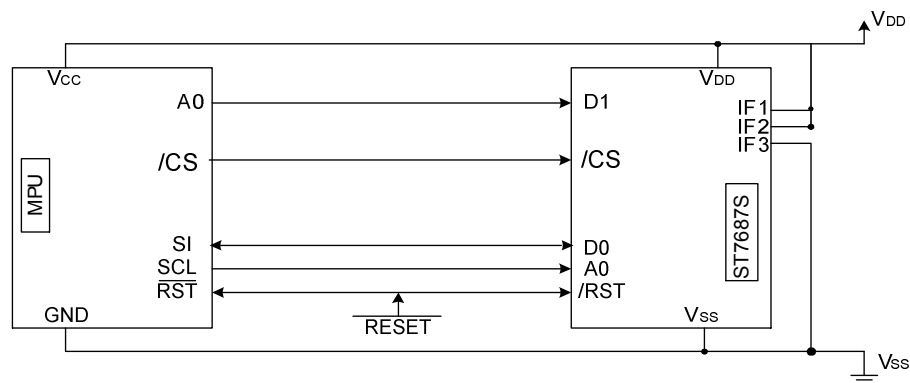 VDD
VCC
VDD
A0
D1
IF1
IF2
IF3
/CS
/CS
MPU
ST7687S
SI
D0
SCL
A0
RST
/RST
RESET
GND
VSS
VSS